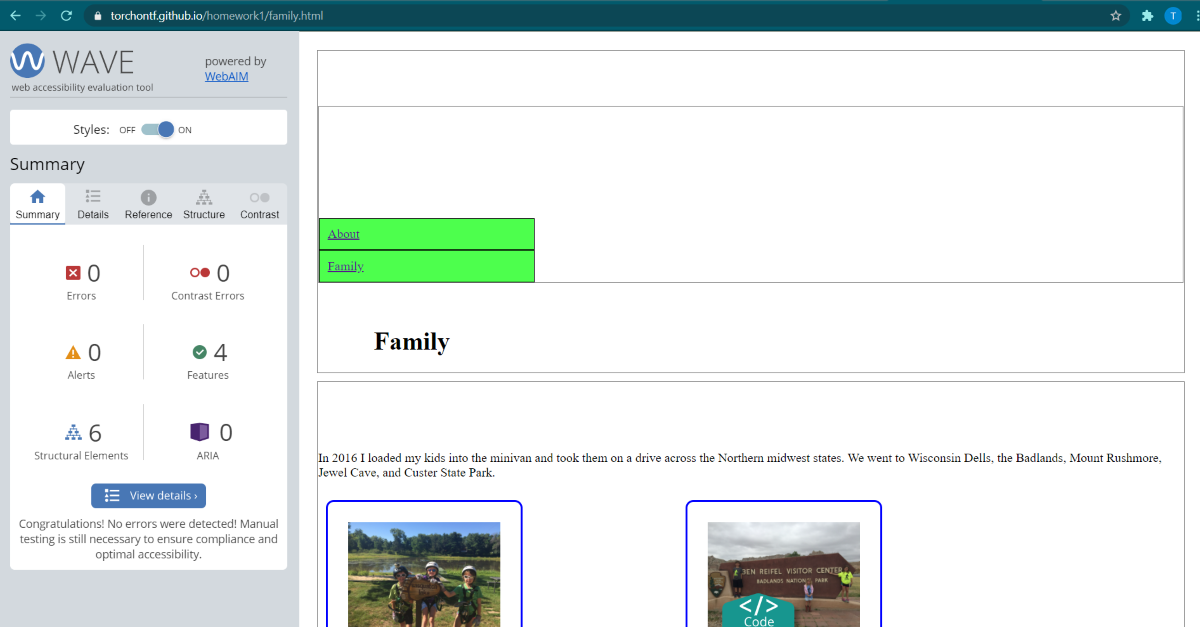 torchontf.github.io/homework1/family.html
T
WAVE
web accessibility evaluation tool
powered by
WebAIM
Styles: OFF ON
Summary
Summary Details Reference Structure Contrast
0 0
Errors Contrast Errors
0 4
Alerts Features
6 0
Structural Elements ARIA
View details ›
Congratulations! No errors were detected! Manual
testing is still necessary to ensure compliance and
optimal accessibility.
About
Family
Family
In 2016 I loaded my kids into the minivan and took them on a drive across the Northern midwest states. We went to Wisconsin Dells, the Badlands, Mount Rushmore,
Jewel Cave, and Custer State Park.
BEN REIFEL VISITOR CENTER
BADLANDS NATIONAL PARK
</>
Code